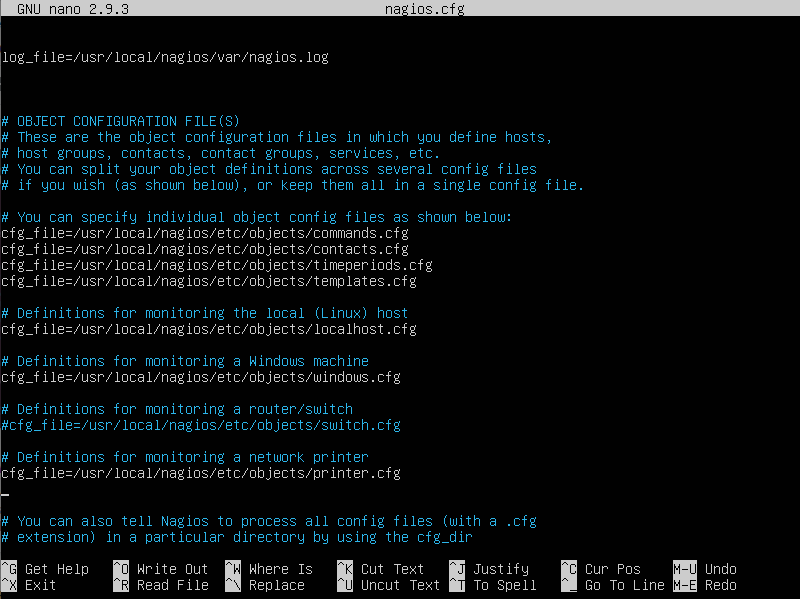 GNU nano 2.9.3 nagios.cfg
log_file=/usr/local/nagios/var/nagios.log
# OBJECT CONFIGURATION FILE(S)
# These are the object configuration files in which you define hosts,
# host groups, contacts, contact groups, services, etc.
# You can split your object definitions across several config files
# if you wish (as shown below), or keep them all in a single config file.
# You can specify individual object config files as shown below:
cfg_file=/usr/local/nagios/etc/objects/commands.cfg
cfg_file=/usr/local/nagios/etc/objects/contacts.cfg
cfg_file=/usr/local/nagios/etc/objects/timeperiods.cfg
cfg_file=/usr/local/nagios/etc/objects/templates.cfg
# Definitions for monitoring the local (Linux) host
cfg_file=/usr/local/nagios/etc/objects/localhost.cfg
# Definitions for monitoring a Windows machine
cfg_file=/usr/local/nagios/etc/objects/windows.cfg
# Definitions for monitoring a router/switch
#cfg_file=/usr/local/nagios/etc/objects/switch.cfg
# Definitions for monitoring a network printer
cfg_file=/usr/local/nagios/etc/objects/printer.cfg
# You can also tell Nagios to process all config files (with a .cfg
# extension) in a particular directory by using the cfg_dir
^G Get Help ^O Write Out ^W Where Is ^K Cut Text ^J Justify ^C Cur Pos M-U Undo
^X Exit ^R Read File ^\ Replace ^U Uncut Text ^T To Spell ^_ Go To Line M-E Redo